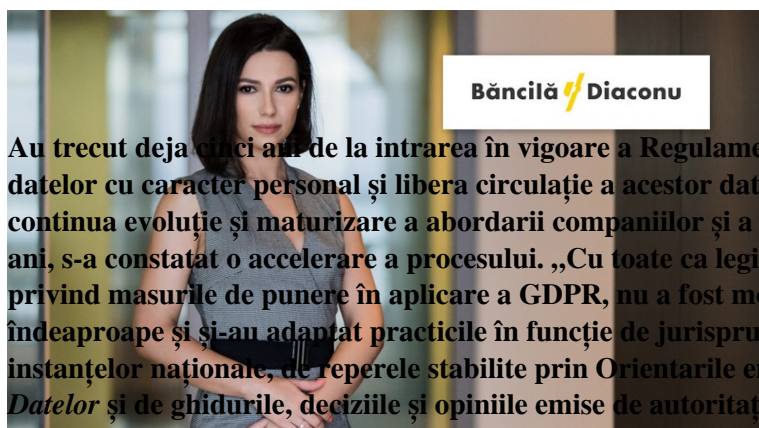 Băncilă Diaconu
Au trecut deja cinci ani de la intrarea în vigoare a Regulame
datelor cu caracter personal și libera circulație a acestor dat
continua evoluție și maturizare a abordarii companiilor și a
ani, s-a constatat o accelerare a procesului. „Cu toate ca legi
privind masurile de punere în aplicare a GDPR, nu a fost mo
îndeaproape și și-au adaptat practicile în funcție de jurispru
instanțelor naționale, de reperele stabilite prin Orientarile e
Datelor și de ghidurile, deciziile și opiniile emise de autoritaț